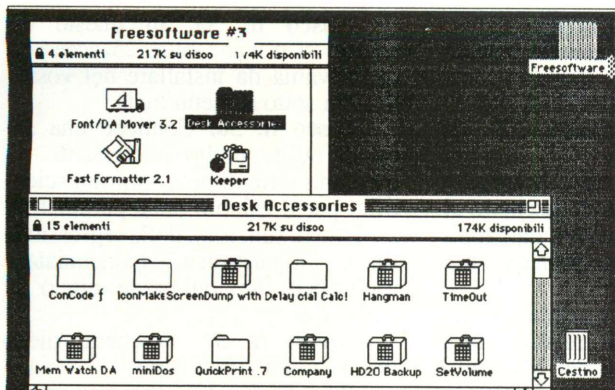 Freesoftware #3
4 elementi 217K su disco 174K disponibili
Freesoftware
Font/DA Mover 3.2 Desk Accessories
Fast Formatter 2.1 Keeper
Desk Accessories
15 elementi 217K su disco 174K disponibili
ConCode ƒ IconMake ScreenDump with Delay cial Calc! Hangman TimeOut
Mem Watch DA miniDos QuickPrint .7 Company HD20 Backup SetVolume
Cestino